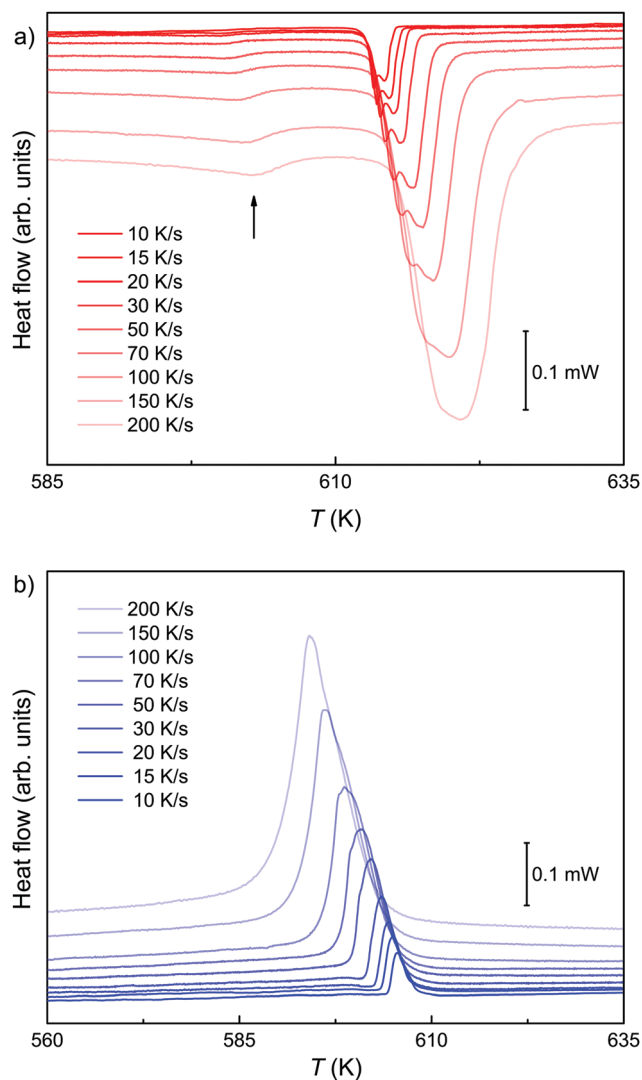 a)
Heat flow (arb. units)
10 K/s
15 K/s
20 K/s
30 K/s
50 K/s
70 K/s
100 K/s
150 K/s
200 K/s
0.1 mW
585
610
635
T (K)
b)
Heat flow (arb. units)
200 K/s
150 K/s
100 K/s
70 K/s
50 K/s
30 K/s
20 K/s
15 K/s
10 K/s
0.1 mW
560
585
610
635
T (K)